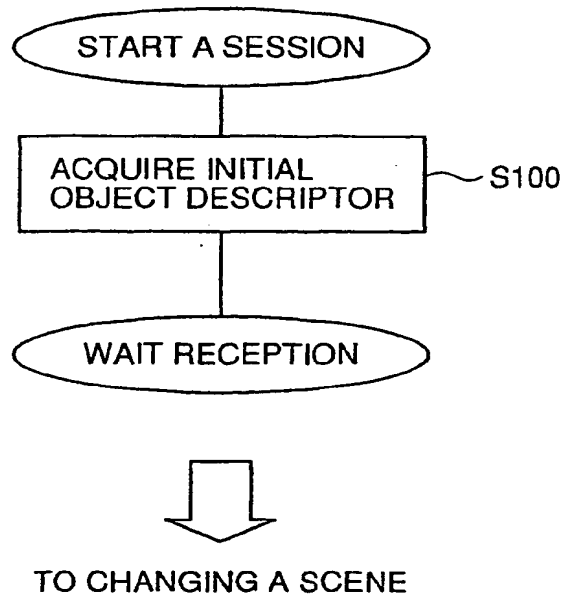 START A SESSION
ACQUIRE INITIAL
OBJECT DESCRIPTOR
S100
WAIT RECEPTION
TO CHANGING A SCENE